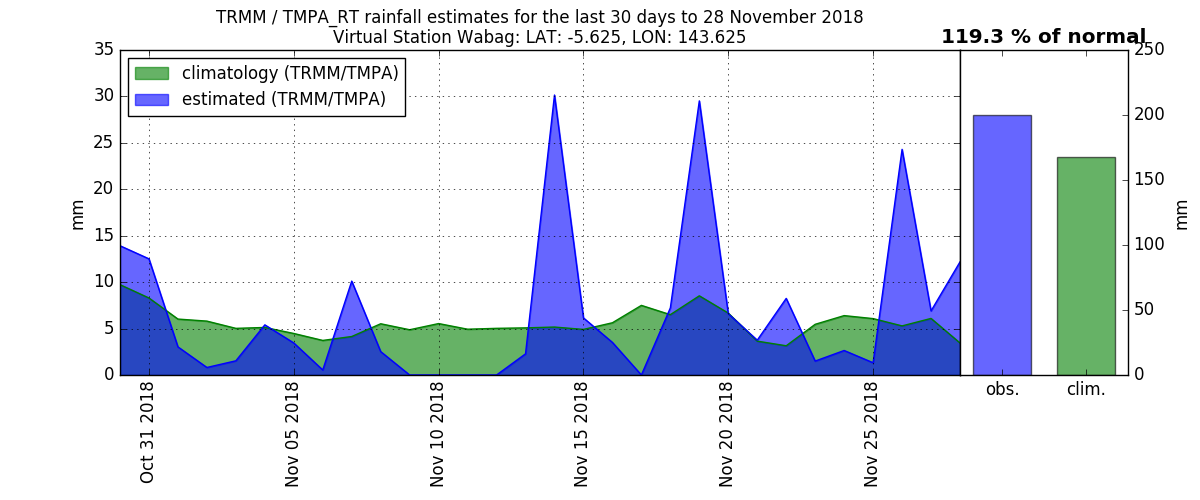 TRMM / TMPA_RT rainfall estimates for the last 30 days to 28 November 2018
Virtual Station Wabag: LAT: -5.625, LON: 143.625
119.3 % of normal
climatology (TRMM/TMPA)
estimated (TRMM/TMPA)
35
30
25
20
15
10
5
0
mm
Oct 31 2018
Nov 05 2018
Nov 10 2018
Nov 15 2018
Nov 20 2018
Nov 25 2018
obs.
clim.
250
200
150
100
50
0
mm